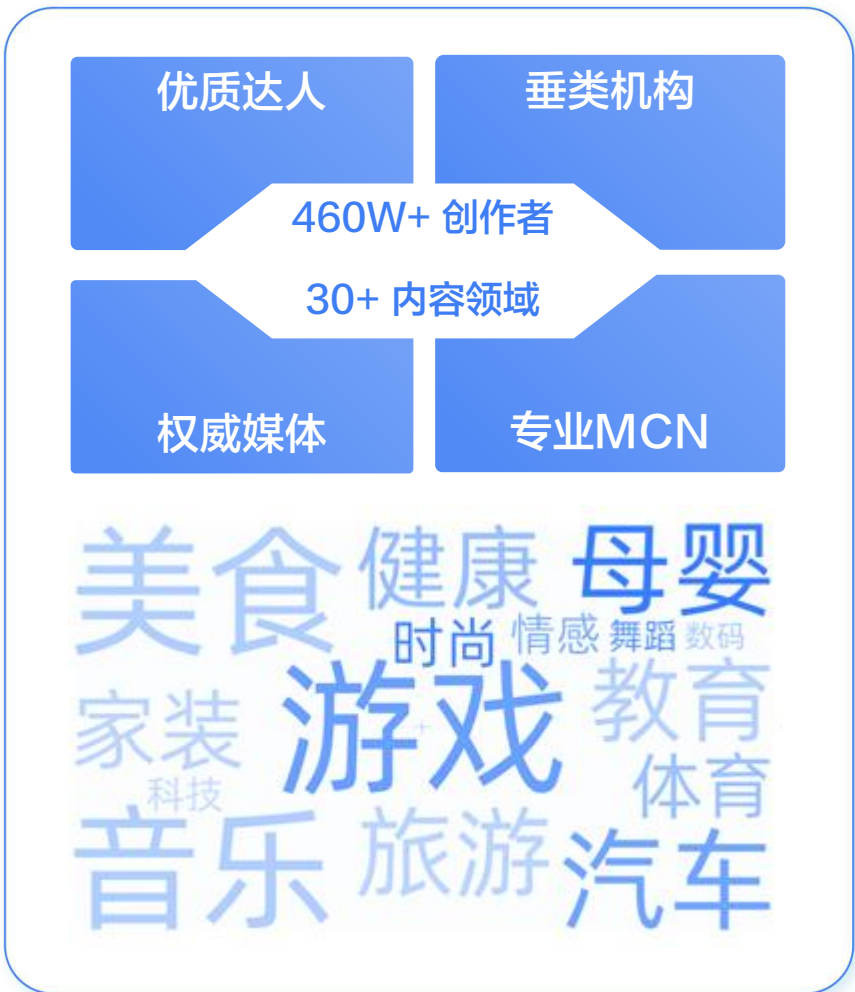 优质达人
垂类机构
460W+ 创作者
30+ 内容领域
权威媒体
专业MCN
美食
健康
母婴
时尚
情感
舞蹈
数码
家装
游戏
教育
科技
体育
音乐
旅游
汽车